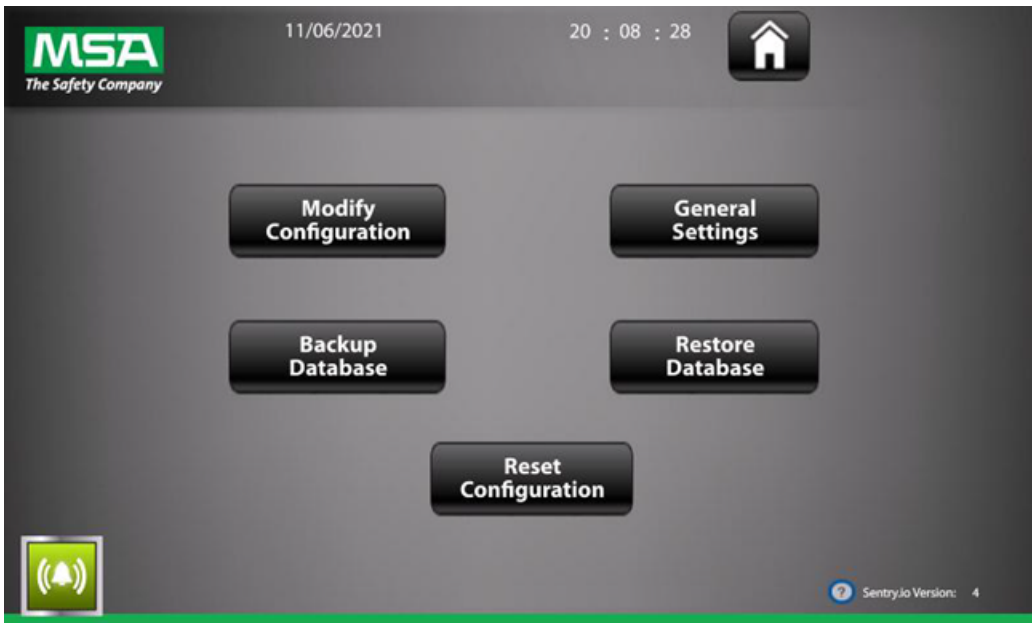 MSA
The Safety Company
11/06/2021
20 : 08 : 28
Modify
Configuration
General
Settings
Backup
Database
Restore
Database
Reset
Configuration
? Sentry.io Version: 4